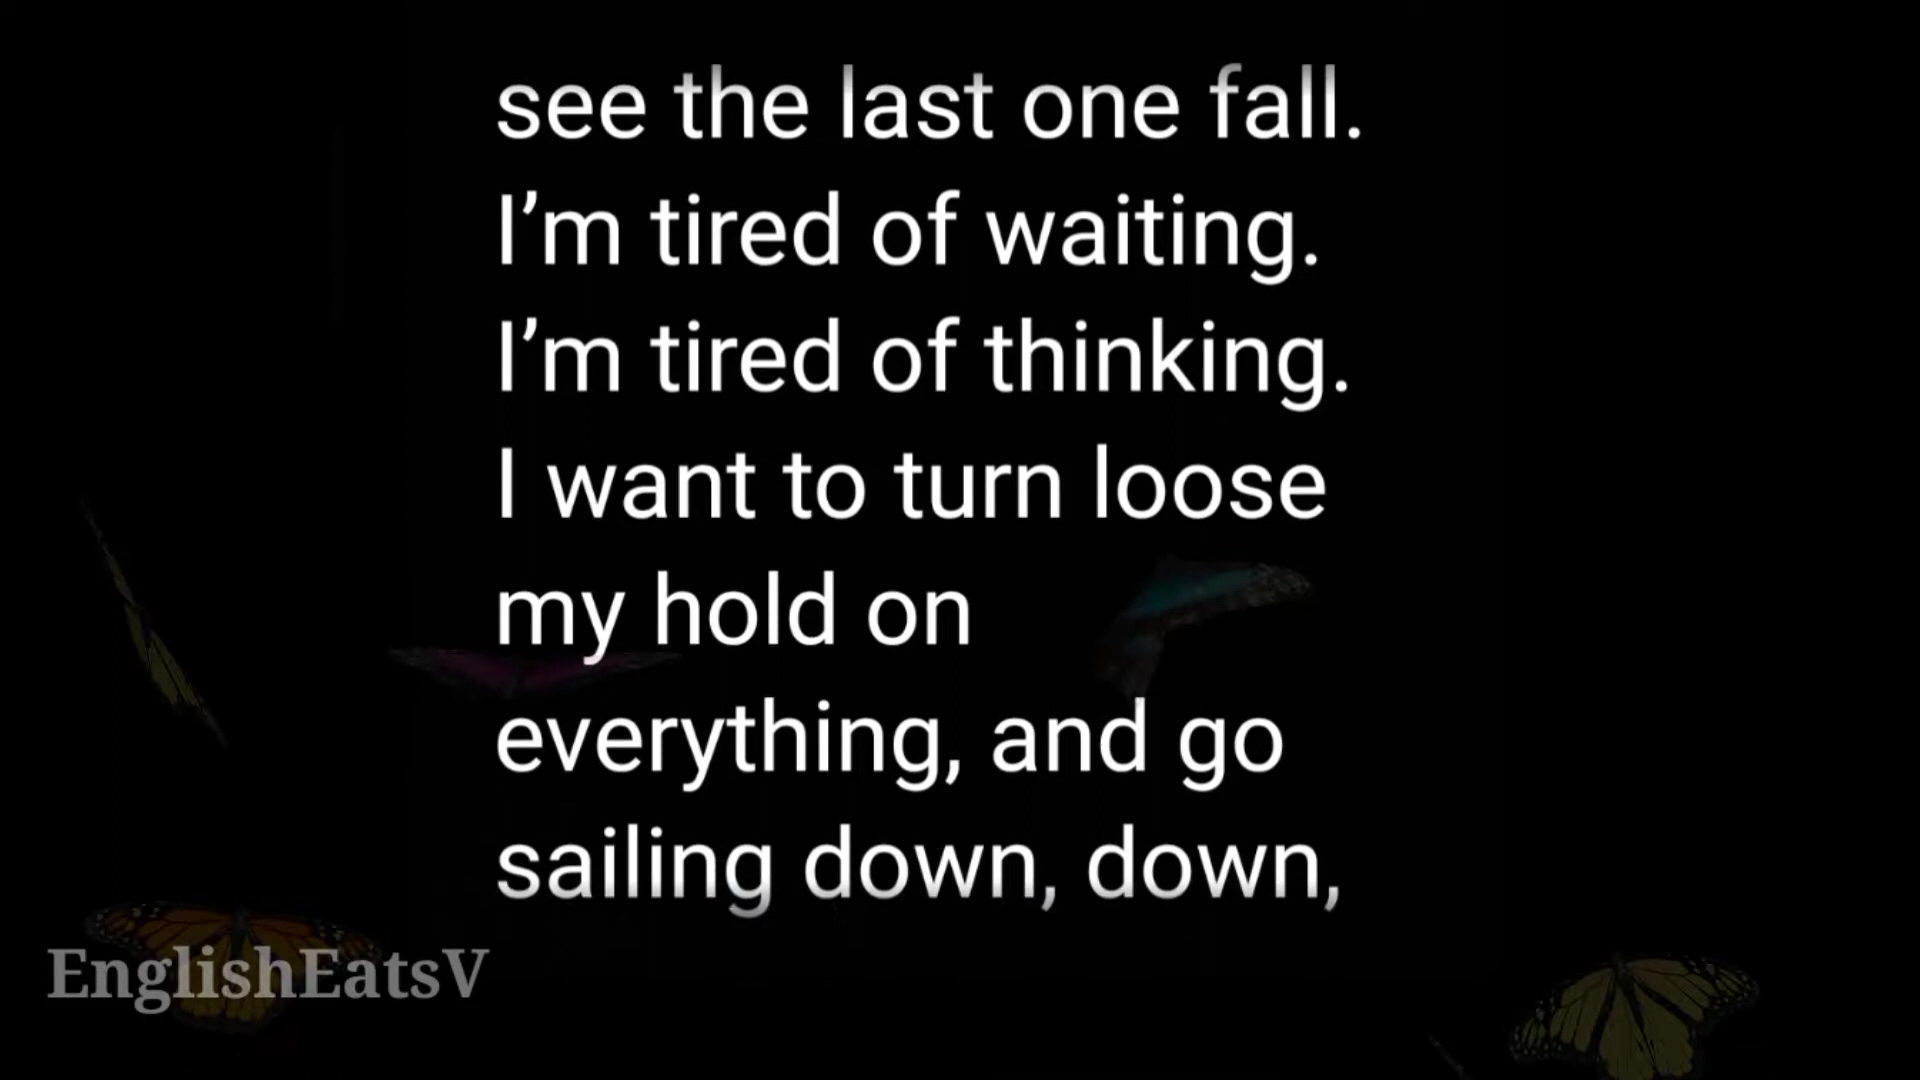 see the last one fall.
I’m tired of waiting.
I’m tired of thinking.
I want to turn loose
my hold on
everything, and go
sailing down, down,
EnglishEatsV